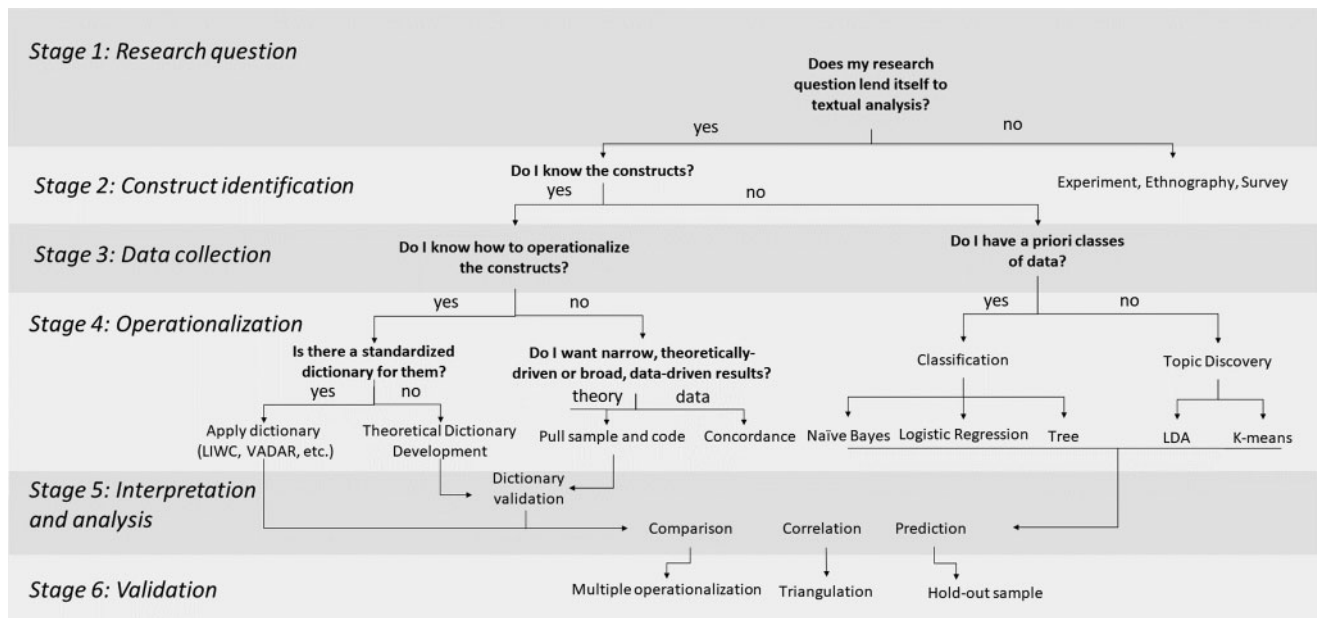 Stage 1: Research question
Does my research
question lend itself to
textual analysis?
yes
no
Stage 2: Construct identification
Do I know the constructs?
Experiment, Ethnography, Survey
yes
no
Stage 3: Data collection
Do I know how to operationalize
the constructs?
Do I have a priori classes
of data?
yes
no
yes
no
Stage 4: Operationalization
Is there a standardized
dictionary for them?
Do I want narrow, theoretically-
driven or broad, data-driven results?
Classification
Topic Discovery
yes
no
theory
data
Apply dictionary
(LIWC, VADAR, etc.)
Theoretical Dictionary
Development
Pull sample and code
Concordance
Naïve Bayes
Logistic Regression
Tree
LDA
K-means
Stage 5: Interpretation
and analysis
Dictionary
validation
Comparison
Correlation
Prediction
Stage 6: Validation
Multiple operationalization
Triangulation
Hold-out sample